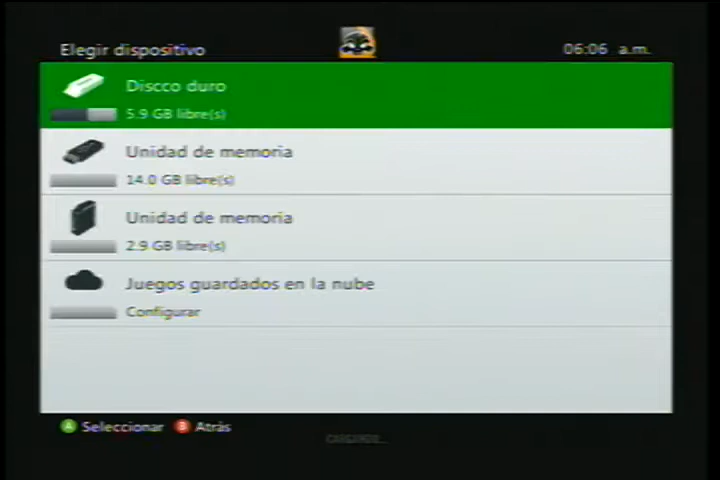 Elegir dispositivo
06:06 a.m.
Discco duro
5.9 GB libre(s)
Unidad de memoria
14.0 GB libre(s)
Unidad de memoria
2.9 GB libre(s)
Juegos guardados en la nube
Configurar
A Seleccionar B Atrás
CARGANDO...